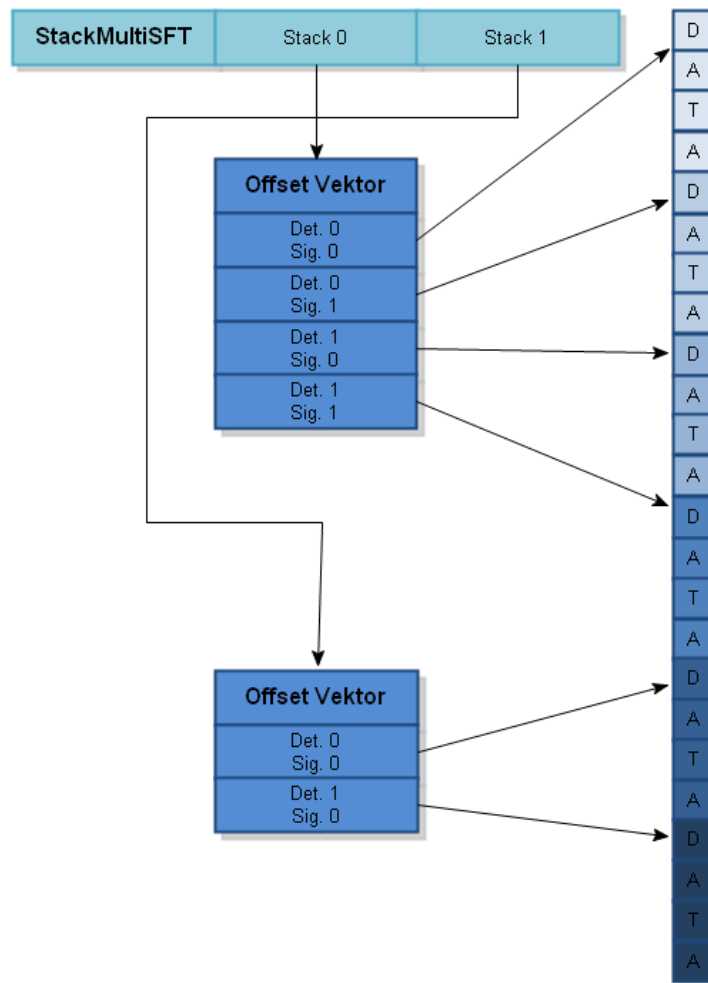 StackMultiSFT Stack 0 Stack 1
Offset Vektor
Det. 0
Sig. 0
Det. 0
Sig. 1
Det. 1
Sig. 0
Det. 1
Sig. 1
Offset Vektor
Det. 0
Sig. 0
Det. 1
Sig. 0
D
A
T
A
D
A
T
A
D
A
T
A
D
A
T
A
D
A
T
A
D
A
T
A